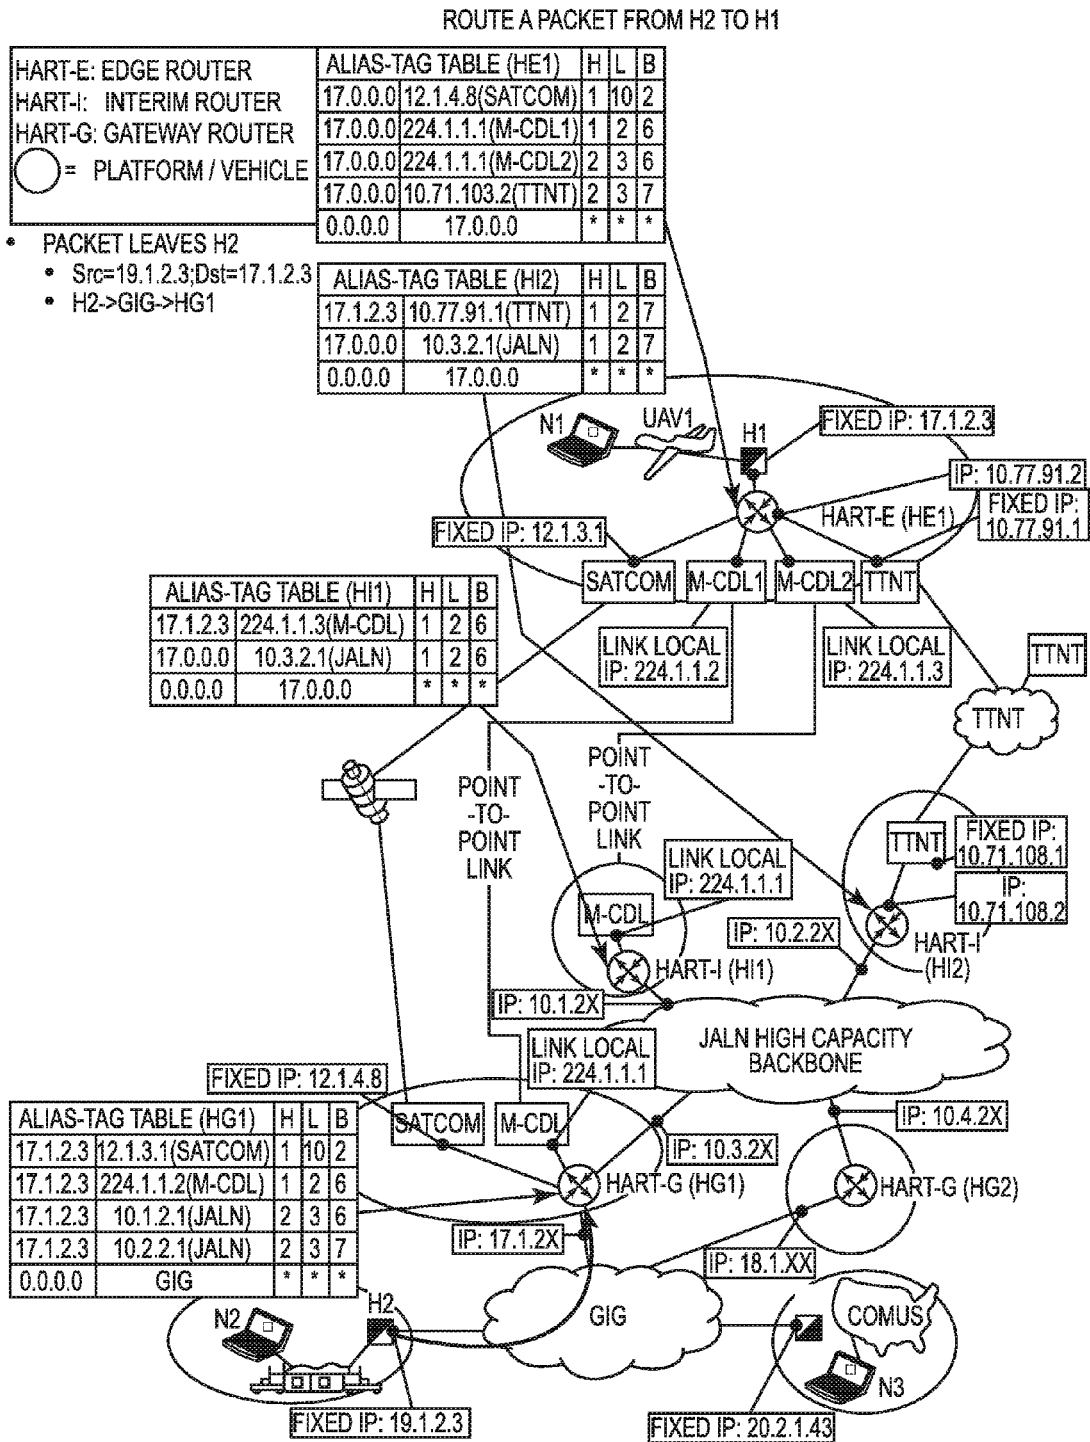 ROUTE A PACKET FROM H2 TO H1
HART-E: EDGE ROUTER
HART-I: INTERIM ROUTER
HART-G: GATEWAY ROUTER
= PLATFORM / VEHICLE
ALIAS-TAG TABLE (HE1) H L B
17.0.0.0 12.1.4.8(SATCOM) 1 10 2
17.0.0.0 224.1.1.1(M-CDL1) 1 2 6
17.0.0.0 224.1.1.1(M-CDL2) 2 3 6
17.0.0.0 10.71.103.2(TTNT) 2 3 7
0.0.0.0 17.0.0.0 * * *
• PACKET LEAVES H2
• Src=19.1.2.3;Dst=17.1.2.3
• H2->GIG->HG1
ALIAS-TAG TABLE (HI2) H L B
17.1.2.3 10.77.91.1(TTNT) 1 2 7
17.0.0.0 10.3.2.1(JALN) 1 2 7
0.0.0.0 17.0.0.0 * * *
N1
UAV1
H1
FIXED IP: 17.1.2.3
IP: 10.77.91.2
FIXED IP:
10.77.91.1
HART-E (HE1)
FIXED IP: 12.1.3.1
SATCOM
M-CDL1
M-CDL2
TTNT
ALIAS-TAG TABLE (HI1) H L B
17.1.2.3 224.1.1.3(M-CDL) 1 2 6
17.0.0.0 10.3.2.1(JALN) 1 2 6
0.0.0.0 17.0.0.0 * * *
LINK LOCAL
IP: 224.1.1.2
LINK LOCAL
IP: 224.1.1.3
TTNT
TTNT
POINT
-TO-
POINT
LINK
POINT
-TO-
POINT
LINK
TTNT
FIXED IP:
10.71.108.1
IP:
10.71.108.2
LINK LOCAL
IP: 224.1.1.1
M-CDL
IP: 10.2.2X
HART-I
(HI2)
HART-I (HI1)
IP: 10.1.2X
JALN HIGH CAPACITY
BACKBONE
LINK LOCAL
IP: 224.1.1.1
FIXED IP: 12.1.4.8
SATCOM
M-CDL
IP: 10.4.2X
IP: 10.3.2X
ALIAS-TAG TABLE (HG1) H L B
17.1.2.3 12.1.3.1(SATCOM) 1 10 2
17.1.2.3 224.1.1.2(M-CDL) 1 2 6
17.1.2.3 10.1.2.1(JALN) 2 3 6
17.1.2.3 10.2.2.1(JALN) 2 3 7
0.0.0.0 GIG * * *
HART-G (HG1)
HART-G (HG2)
IP: 17.1.2X
IP: 18.1.XX
N2
H2
GIG
COMUS
N3
FIXED IP: 19.1.2.3
FIXED IP: 20.2.1.43